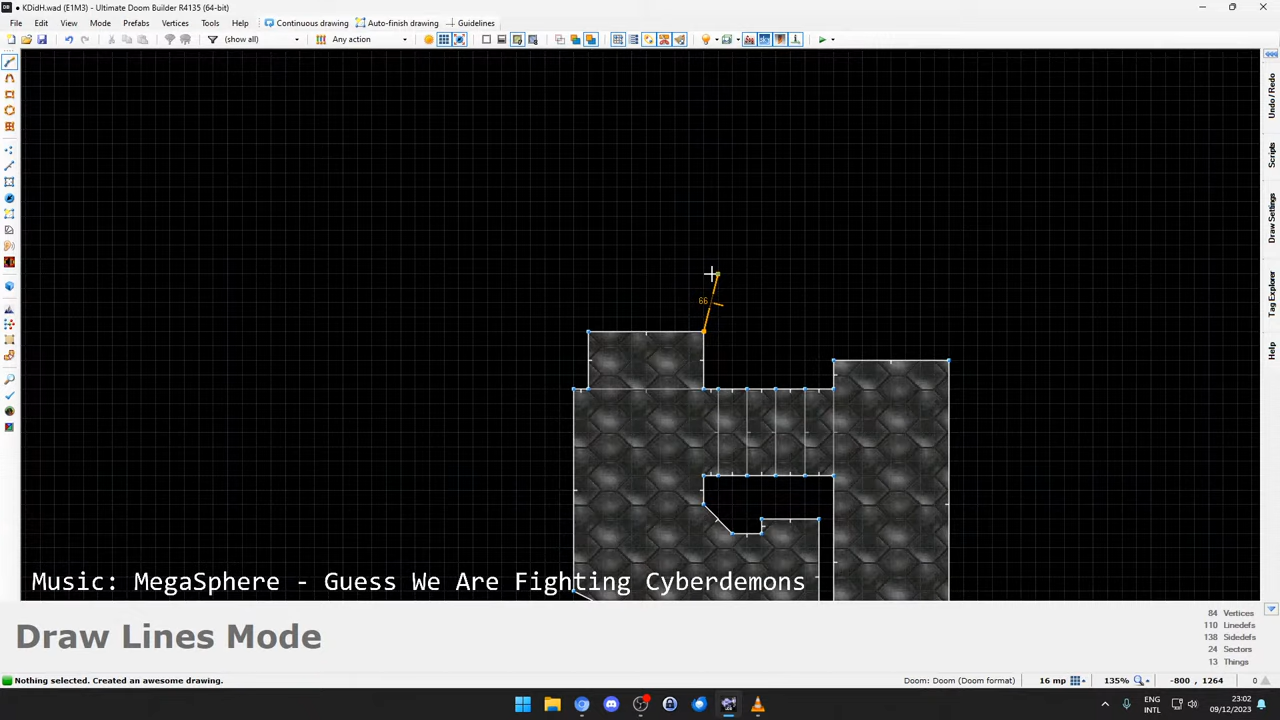 KDidH.wad (E1M3) - Ultimate Doom Builder R4135 (64-bit)
File Edit View Mode Prefabs Vertices Tools Help Continuous drawing Auto-finish drawing Guidelines
(show all) Any action
Undo / Redo
Scripts
Draw Settings
Tag Explorer
Help
66
Music: MegaSphere - Guess We Are Fighting Cyberdemons
Draw Lines Mode
84 Vertices
110 Linedefs
138 Sidedefs
24 Sectors
13 Things
Nothing selected. Created an awesome drawing.
Doom: Doom (Doom format) 16 mp 135% -800 , 1264 0
ENG
INTL
23:02
09/12/2023